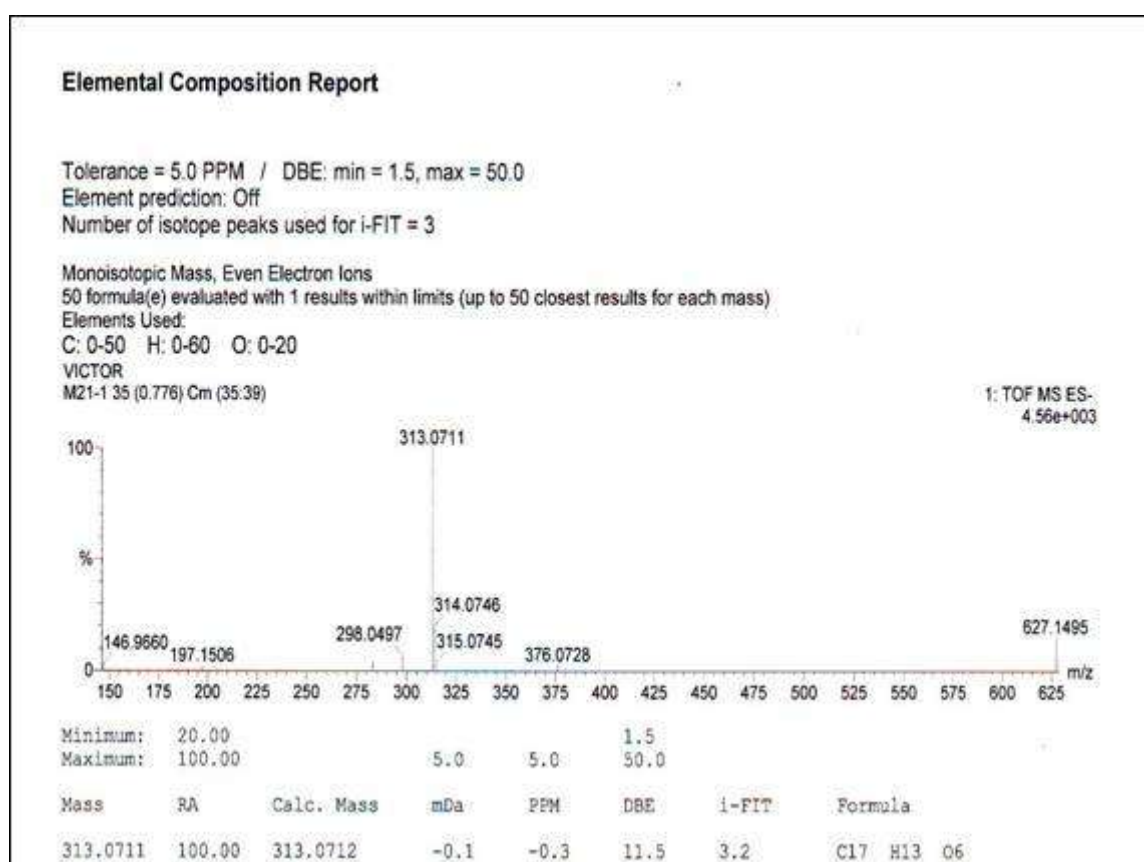 Elemental Composition Report
Tolerance = 5.0 PPM / DBE: min = 1.5, max = 50.0
Element prediction: Off
Number of isotope peaks used for i-FIT = 3
Monoisotopic Mass, Even Electron Ions
50 formula(e) evaluated with 1 results within limits (up to 50 closest results for each mass)
Elements Used:
C: 0-50 H: 0-60 O: 0-20
VICTOR
M21-1 35 (0.776) Cm (35:39)
1: TOF MS ES-
4.56e+003
100
313.0711
%
314.0746
146.9660
197.1506
298.0497
315.0745
376.0728
627.1495
0
m/z
150 175 200 225 250 275 300 325 350 375 400 425 450 475 500 525 550 575 600 625
Minimum: 20.00 1.5
Maximum: 100.00 5.0 5.0 50.0
Mass RA Calc. Mass mDa PPM DBE i-FIT Formula
313.0711 100.00 313.0712 -0.1 -0.3 11.5 3.2 C17 H13 O6